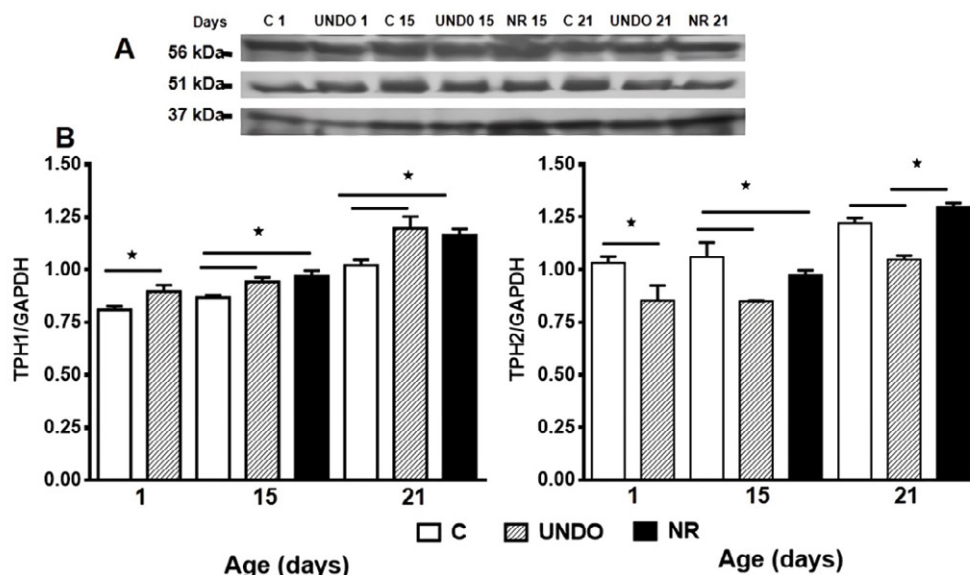 Days C 1 UNDO 1 C 15 UND0 15 NR 15 C 21 UNDO 21 NR 21
A
56 kDa
51 kDa
37 kDa
B
1.50
1.25
1.00
0.75
0.50
0.25
0.00
TPH1/GAPDH
1 15 21
Age (days)
1.50
1.25
1.00
0.75
0.50
0.25
0.00
TPH2/GAPDH
1 15 21
Age (days)
C UNDO NR